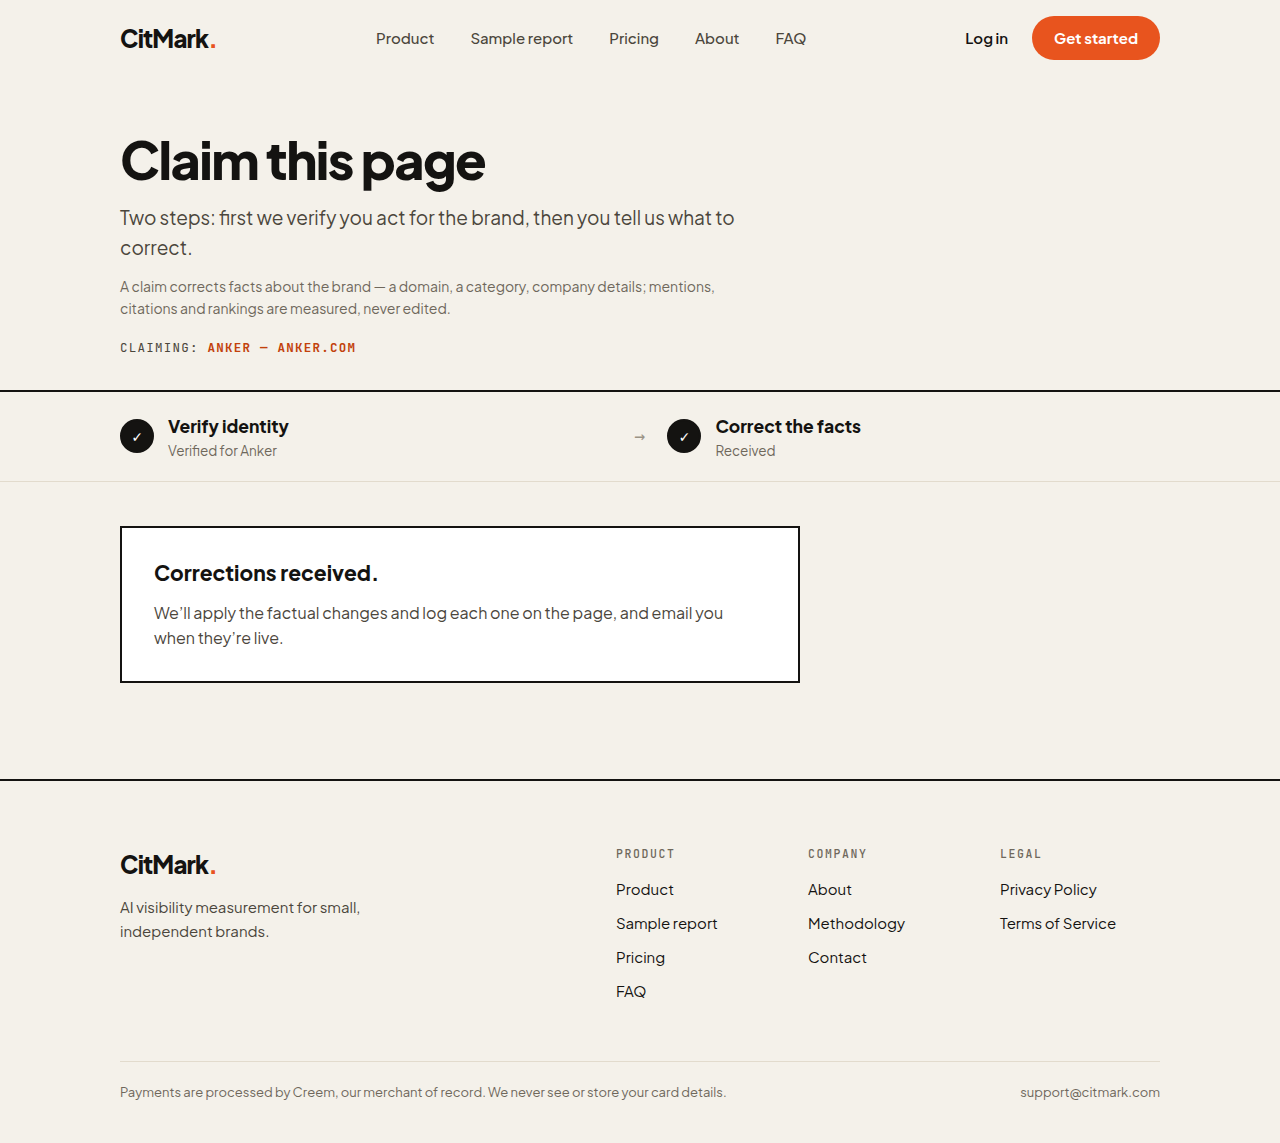 CitMark.
Product
Sample report
Pricing
About
FAQ
Log in
Get started
Claim this page
Two steps: first we verify you act for the brand, then you tell us what to
correct.
A claim corrects facts about the brand — a domain, a category, company details; mentions,
citations and rankings are measured, never edited.
CLAIMING: ANKER — ANKER.COM
✓
Verify identity
Verified for Anker
→
✓
Correct the facts
Received
Corrections received.
We’ll apply the factual changes and log each one on the page, and email you
when they’re live.
CitMark.
AI visibility measurement for small,
independent brands.
PRODUCT
Product
Sample report
Pricing
FAQ
COMPANY
About
Methodology
Contact
LEGAL
Privacy Policy
Terms of Service
Payments are processed by Creem, our merchant of record. We never see or store your card details.
support@citmark.com